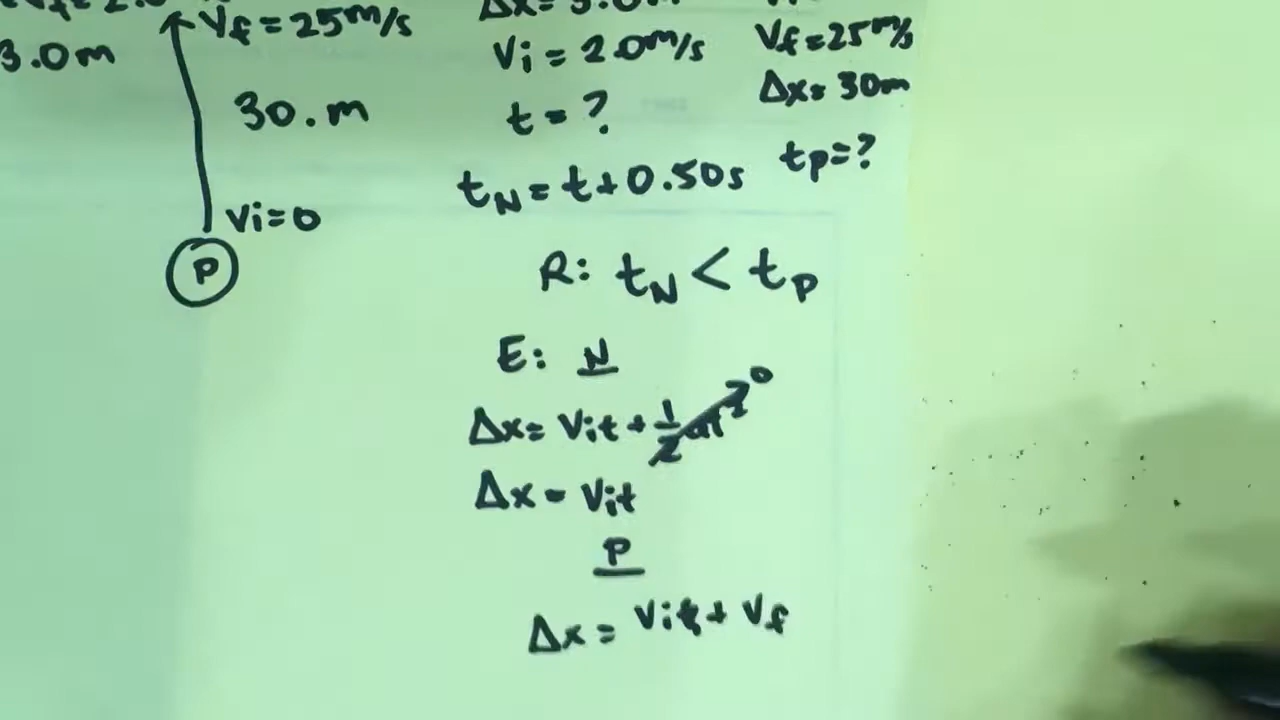 Vf = 25m/s
3.0m
30.m
Vi=0
P
Vi = 2.0m/s
t = ?
tN = t+0.50s
Vf = 25m/s
Δx= 30m
tp=?
R: tN < tP
E: N
Δx= Vit + 1/2 at² 0
Δx = Vit
P
Δx = Vit + Vf